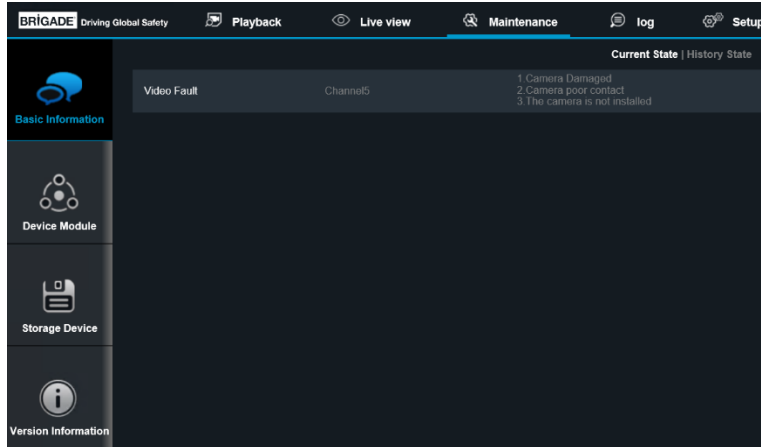 BRIGADE Driving Global Safety
Playback
Live view
Maintenance
log
Setup
Current State | History State
Basic Information
Video Fault
Channel5
1.Camera Damaged
2.Camera poor contact
3.The camera is not installed
Device Module
Storage Device
Version Information